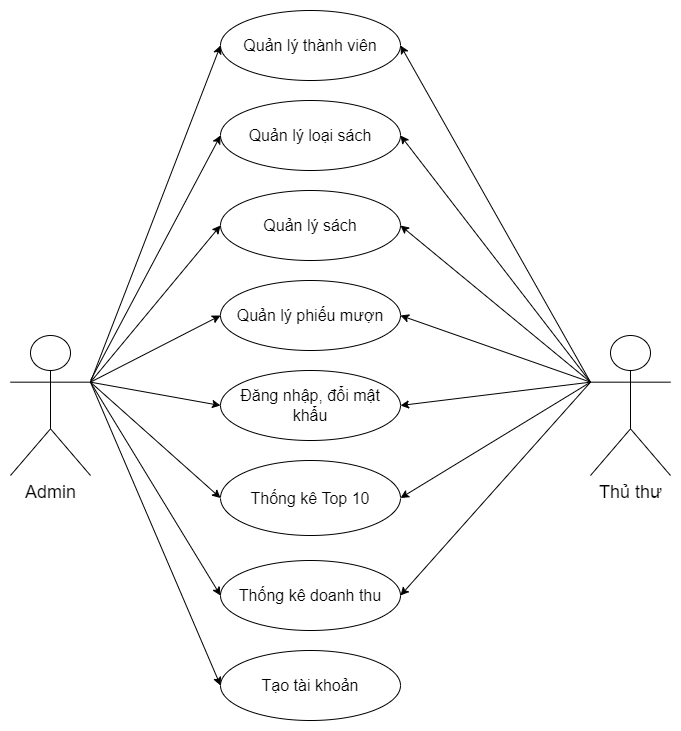 Quản lý thành viên
Quản lý loại sách
Quản lý sách
Quản lý phiếu mượn
Đăng nhập, đổi mật
khẩu
Admin
Thủ thư
Thống kê Top 10
Thống kê doanh thu
Tạo tài khoản